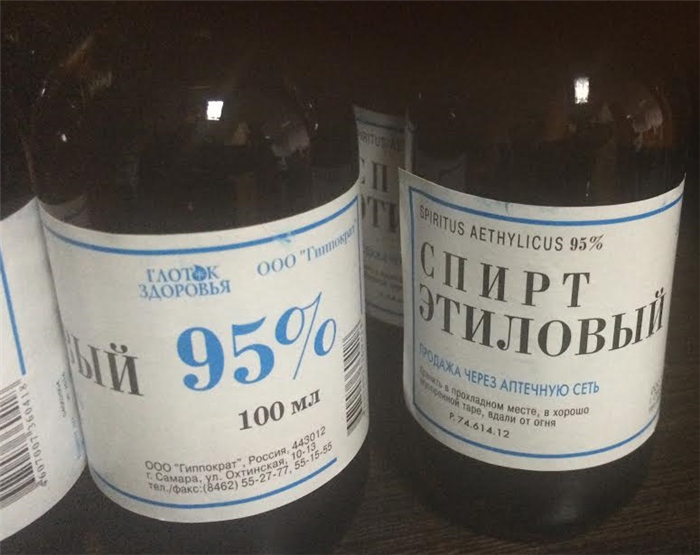 ГЛОТОК
ЗДОРОВЬЯ
ООО "Гиппократ"
95%
100 мл
ООО "Гиппократ", Россия, 443012
г. Самара, ул. Охтинская, 10-13
тел./факс:(8462) 55-27-77, 55-15-55
SPIRITUS AETHYLICUS 95%
СПИРТ
ЭТИЛОВЫЙ
ПРОДАЖА ЧЕРЕЗ АПТЕЧНУЮ СЕТЬ
Хранить в прохладном месте, в хорошо
укупоренной таре, вдали от огня
Р. 74.614.12